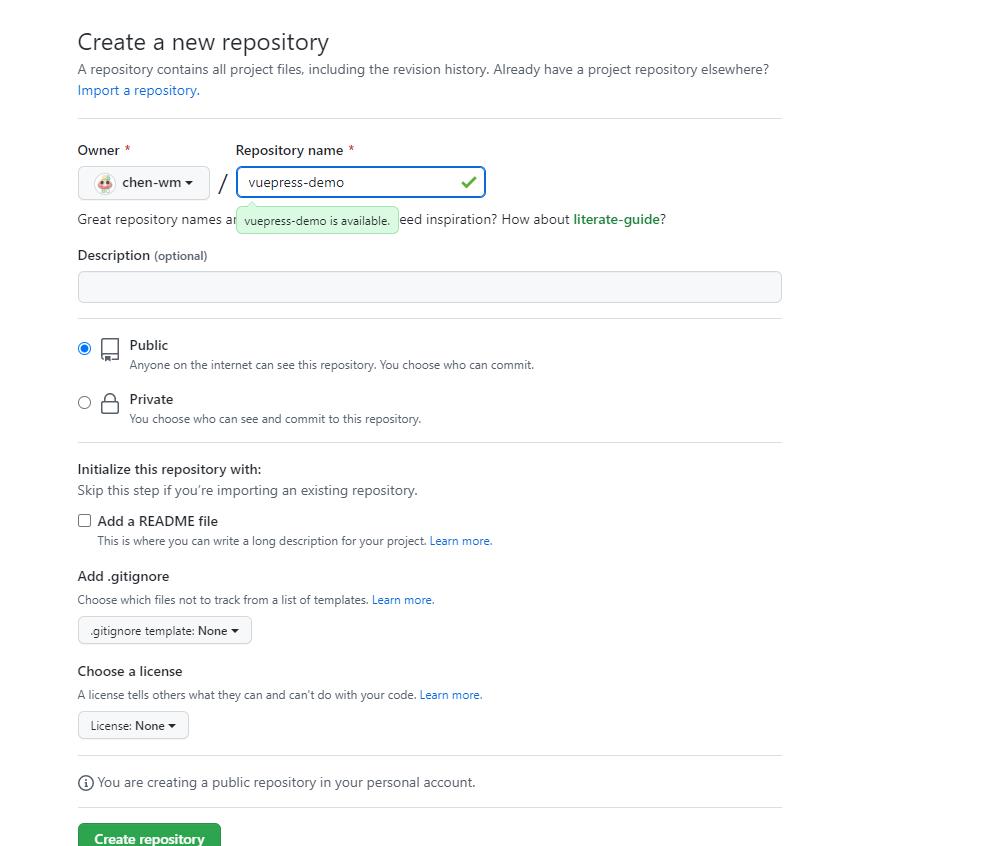 Create a new repository
A repository contains all project files, including the revision history. Already have a project repository elsewhere?
Import a repository.
Owner * Repository name *
chen-wm / vuepress-demo
Great repository names ar vuepress-demo is available. eed inspiration? How about literate-guide?
Description (optional)
Public
Anyone on the internet can see this repository. You choose who can commit.
Private
You choose who can see and commit to this repository.
Initialize this repository with:
Skip this step if you're importing an existing repository.
Add a README file
This is where you can write a long description for your project. Learn more.
Add .gitignore
Choose which files not to track from a list of templates. Learn more.
.gitignore template: None
Choose a license
A license tells others what they can and can't do with your code. Learn more.
License: None
You are creating a public repository in your personal account.
Create repository